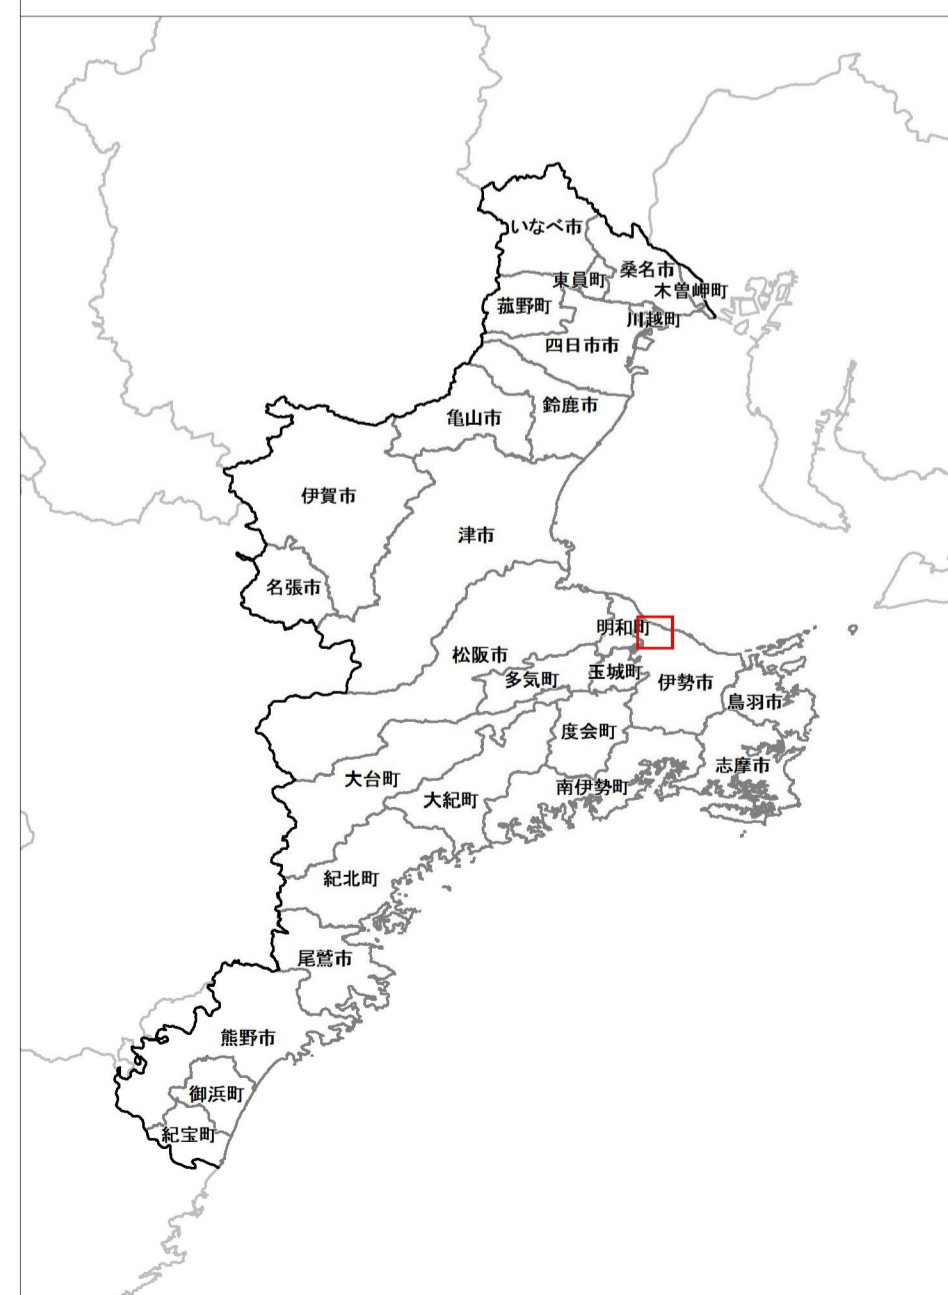 いなべ市
桑名市
東員町
木曽岬町
菰野町
川越町
四日市市
鈴鹿市
亀山市
伊賀市
津市
名張市
明和町
松阪市
玉城町
多気町
伊勢市
鳥羽市
度会町
志摩市
大台町
南伊勢町
大紀町
紀北町
尾鷲市
熊野市
御浜町
紀宝町